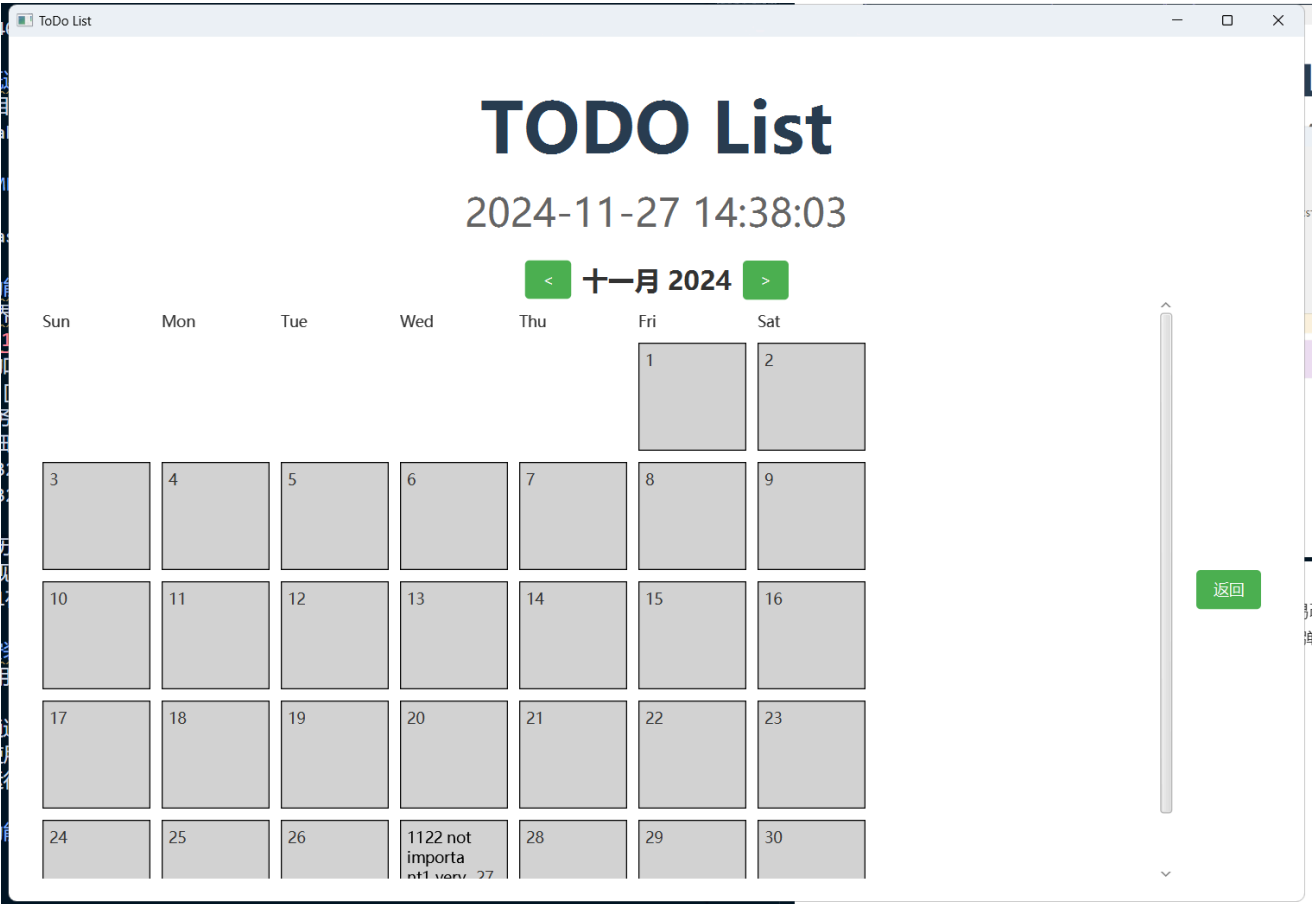 ToDo List
TODO List
2024-11-27 14:38:03
< 十一月 2024 >
Sun Mon Tue Wed Thu Fri Sat
1 2
3 4 5 6 7 8 9
10 11 12 13 14 15 16
返回
17 18 19 20 21 22 23
24 25 26 1122 not 28 29 30
importa
nt1 very 27